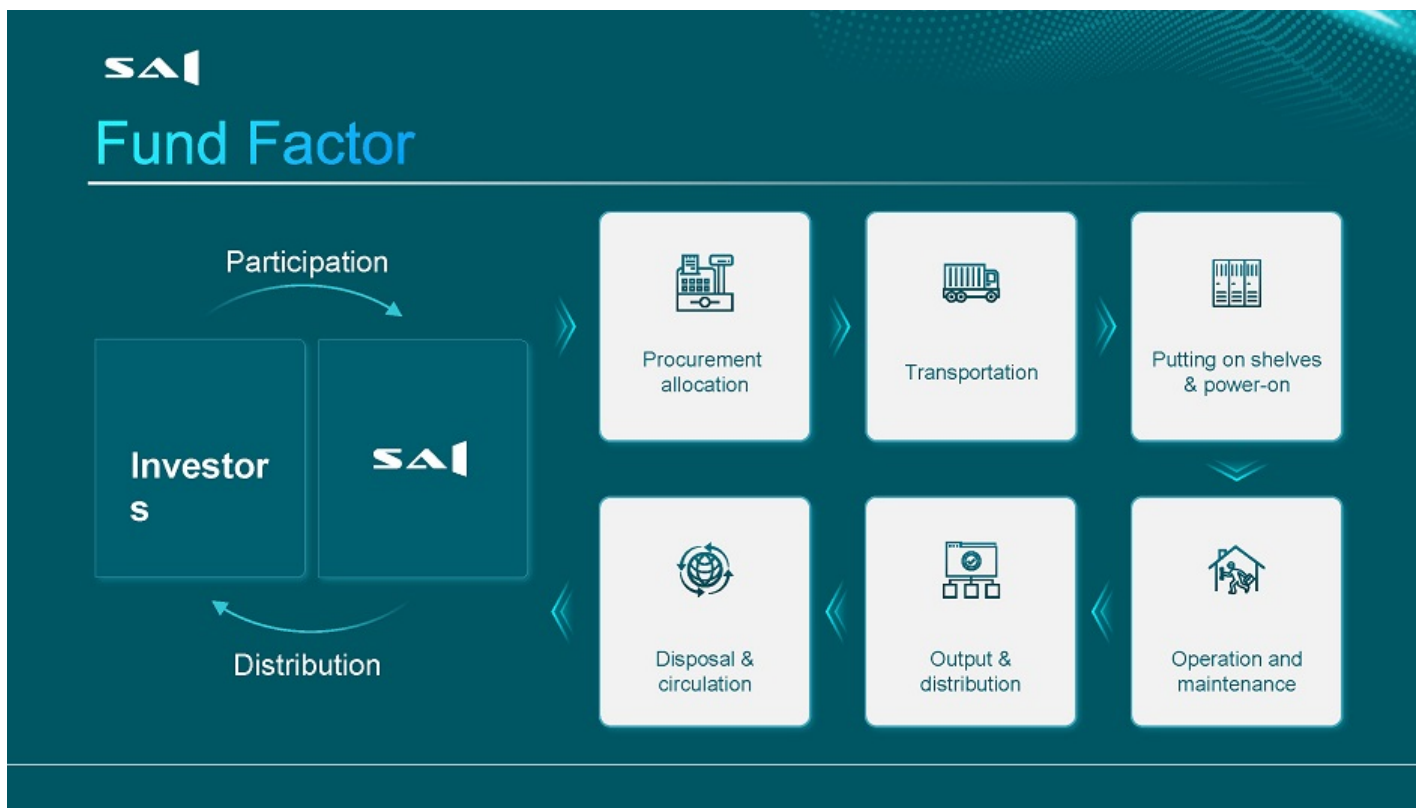 SAI
Fund Factor
Participation
Investor
s
SAI
Distribution
Procurement
allocation
Transportation
Putting on shelves
& power-on
Disposal &
circulation
Output &
distribution
Operation and
maintenance